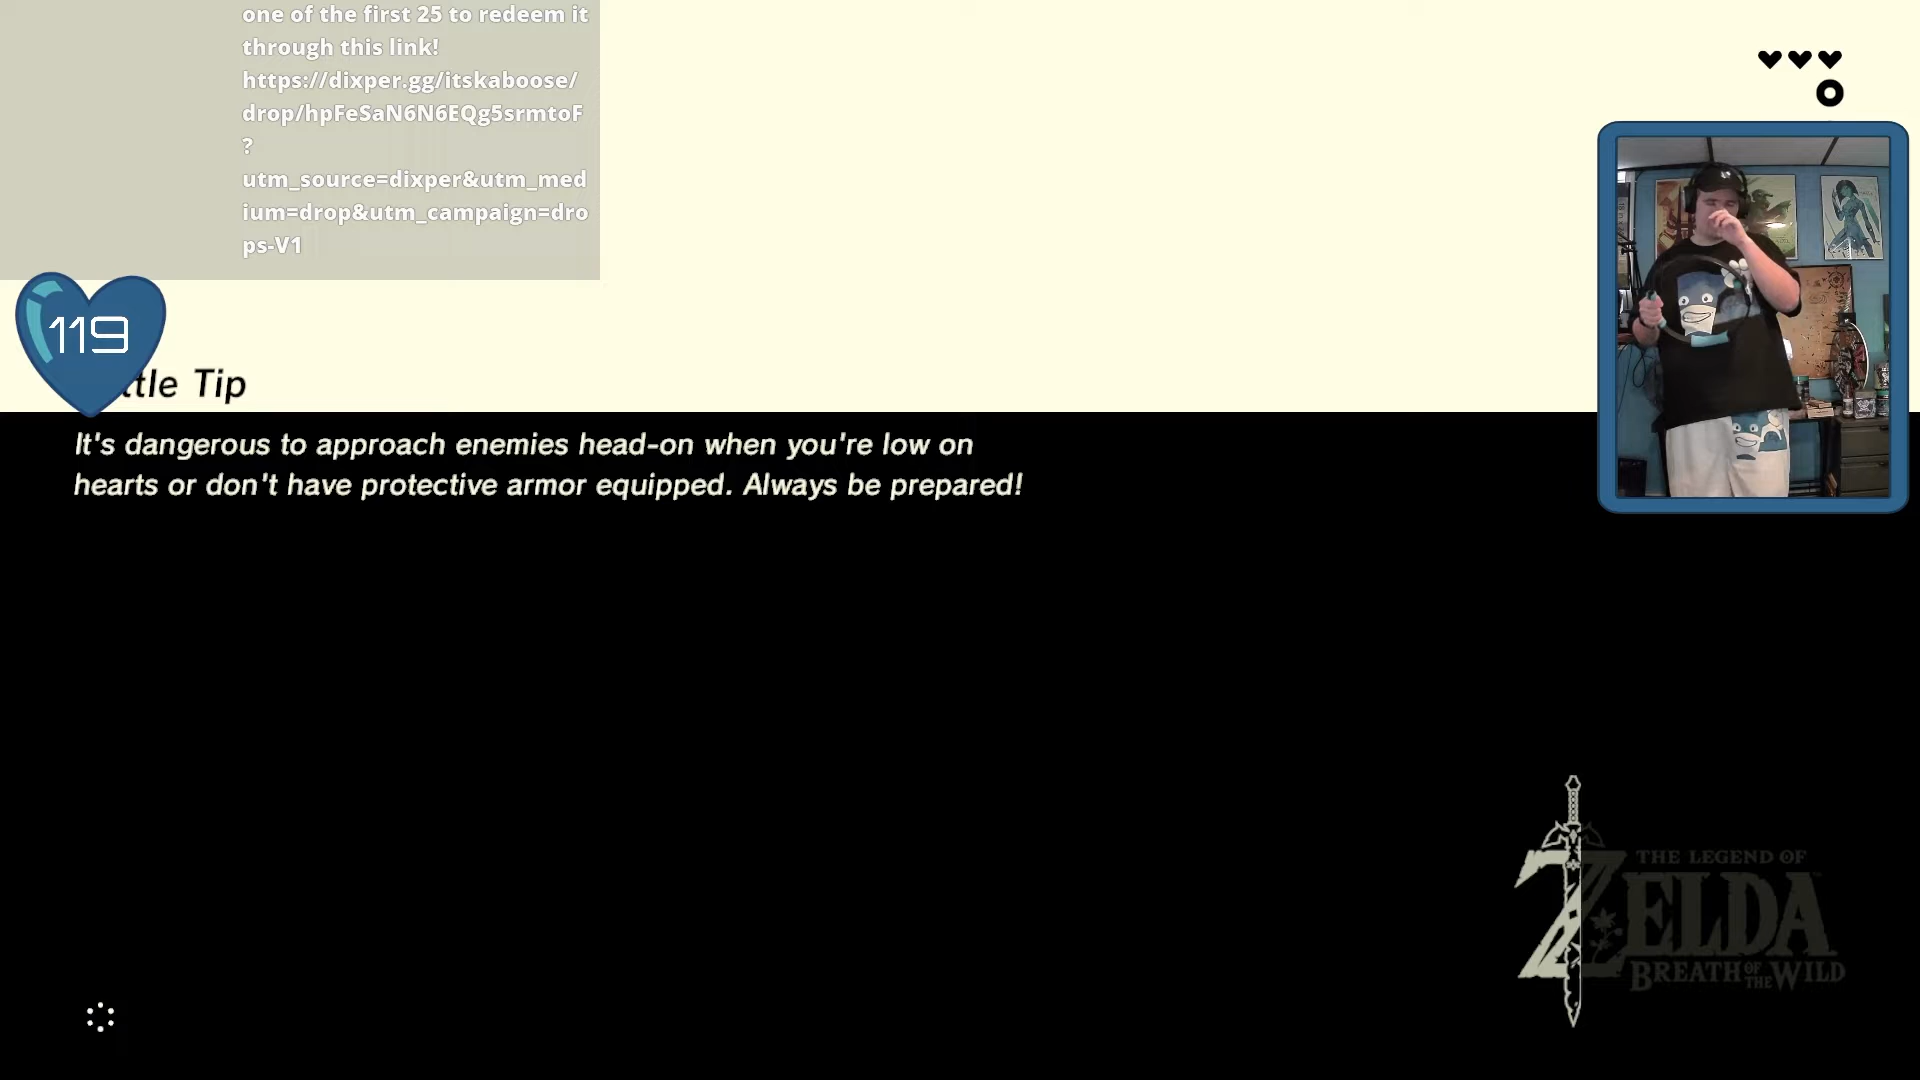 one of the first 25 to redeem it
through this link!
https://dixper.gg/itskaboose/
drop/hpFeSaN6N6EQg5srmtoF
?
utm_source=dixper&utm_med
ium=drop&utm_campaign=dro
ps-V1
119
ttle Tip
It's dangerous to approach enemies head-on when you're low on
hearts or don't have protective armor equipped. Always be prepared!
THE LEGEND OF
ZELDA
BREATH OF THE WILD